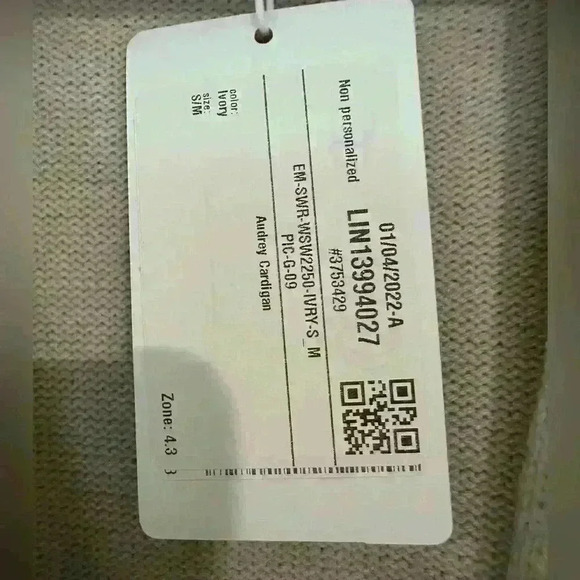 01/04/2022-A
LIN13994027
#3753429
Non personalized
EM-SWR-WSW2250-IVRY-S_M
PIC-G-09
Audrey Cardigan
color:
Ivory
size:
S/M
Zone: 4.3
3